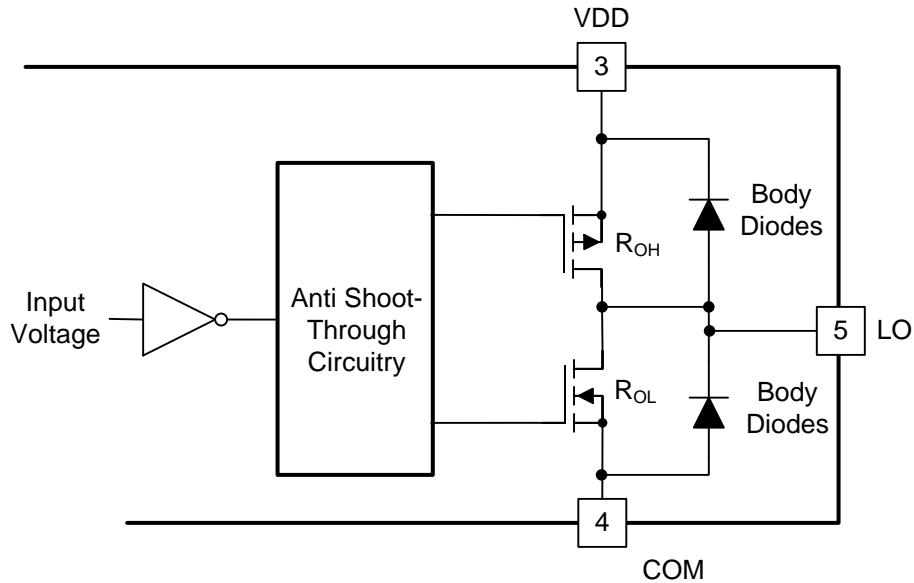 VDD
3
Body
Diodes
R_OH
Input
Voltage
Anti Shoot-
Through
Circuitry
5
LO
R_OL
Body
Diodes
4
COM